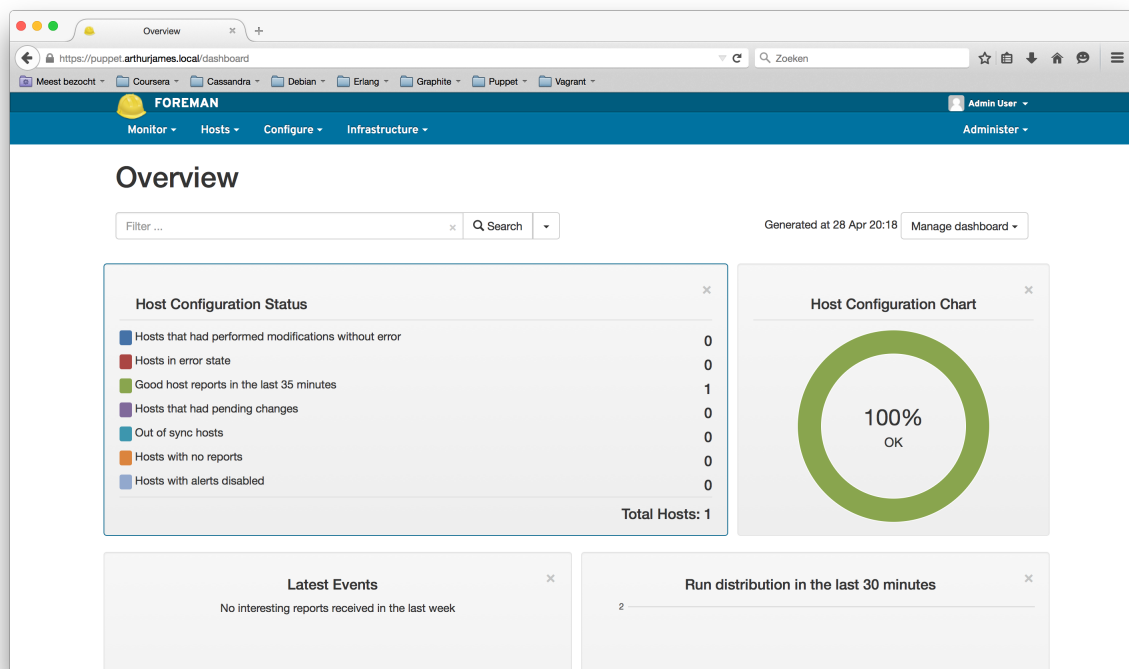 Overview
https://puppet.arthurjames.local/dashboard
Zoeken
Meest bezocht Coursera Cassandra Debian Erlang Graphite Puppet Vagrant
FOREMAN
Admin User
Monitor Hosts Configure Infrastructure Administer
Overview
Filter ... Search
Generated at 28 Apr 20:18 Manage dashboard
Host Configuration Status
Hosts that had performed modifications without error 0
Hosts in error state 0
Good host reports in the last 35 minutes 1
Hosts that had pending changes 0
Out of sync hosts 0
Hosts with no reports 0
Hosts with alerts disabled 0
Total Hosts: 1
Host Configuration Chart
100%
OK
Latest Events
No interesting reports received in the last week
Run distribution in the last 30 minutes
2